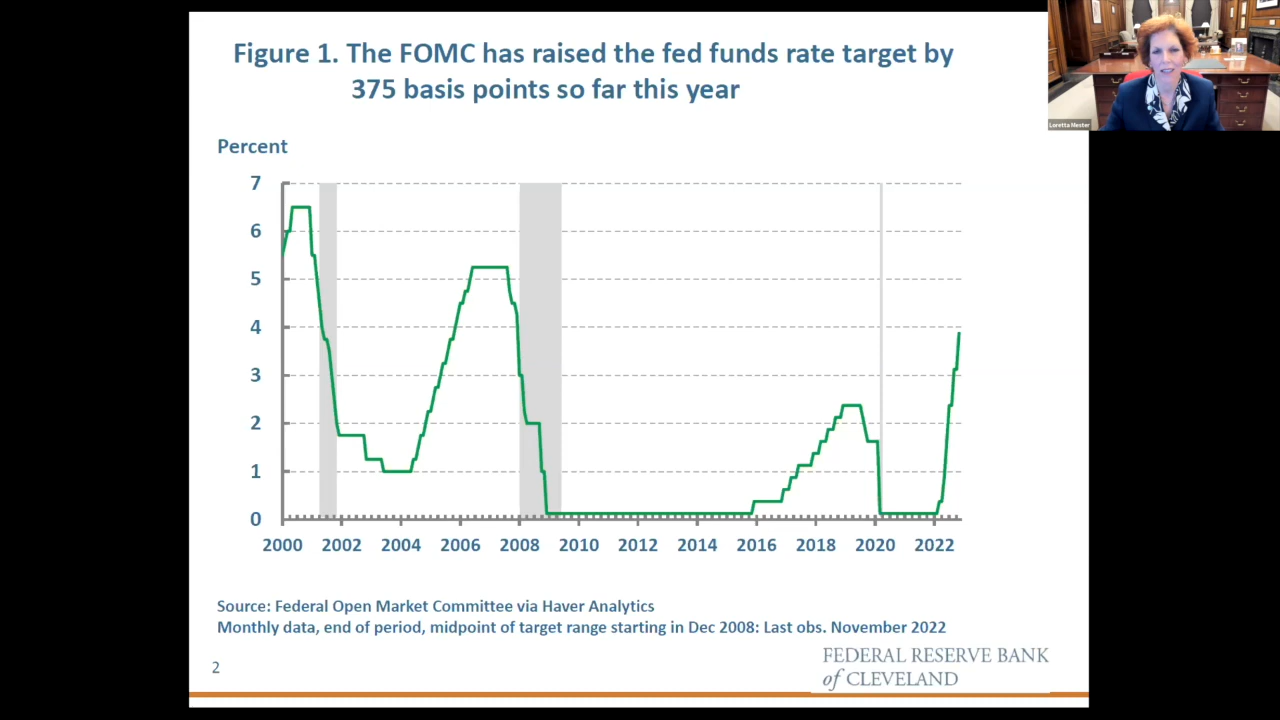 Figure 1. The FOMC has raised the fed funds rate target by
375 basis points so far this year
Loretta Mester
Percent
7
6
5
4
3
2
1
0
2000 2002 2004 2006 2008 2010 2012 2014 2016 2018 2020 2022
Source: Federal Open Market Committee via Haver Analytics
Monthly data, end of period, midpoint of target range starting in Dec 2008: Last obs. November 2022
2
FEDERAL RESERVE BANK
of CLEVELAND